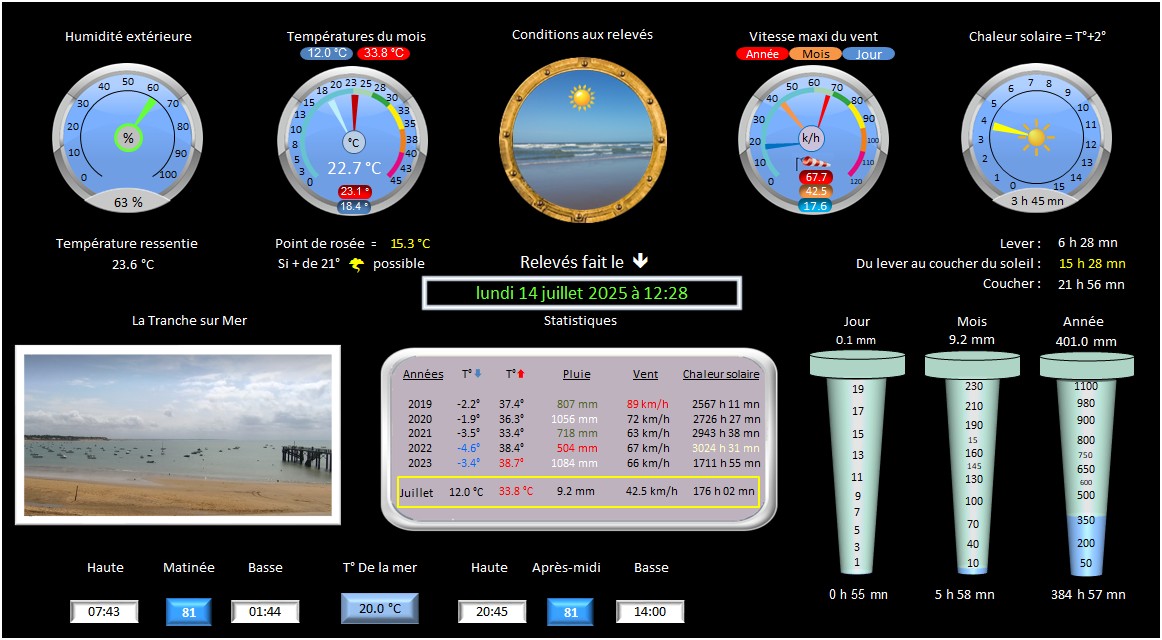 Humidité extérieure
Températures du mois
Conditions aux relevés
Vitesse maxi du vent
Chaleur solaire = T°+2°
12.0 °C
33.8 °C
Année
Mois
Jour
0
10
20
30
40
50
60
70
80
90
100
%
63 %
0
3
5
8
10
13
15
18
20
23
25
28
30
33
35
38
40
43
45
°C
22.7 °C
23.1 °
18.4 °
0
10
20
30
40
50
60
70
80
90
100
110
120
k/h
67.7
42.5
17.6
0
1
2
3
4
5
6
7
8
9
10
11
12
13
14
15
3 h 45 mn
Température ressentie
23.6 °C
Point de rosée = 15.3 °C
Si + de 21° possible
Relevés fait le
lundi 14 juillet 2025 à 12:28
Lever : 6 h 28 mn
Du lever au coucher du soleil : 15 h 28 mn
Coucher : 21 h 56 mn
La Tranche sur Mer
Statistiques
Années T° T° Pluie Vent Chaleur solaire
2019 -2.2° 37.4° 807 mm 89 km/h 2567 h 11 mn
2020 -1.9° 36.3° 1056 mm 72 km/h 2726 h 27 mn
2021 -3.5° 33.4° 718 mm 63 km/h 2943 h 38 mn
2022 -4.6° 38.4° 504 mm 67 km/h 3024 h 31 mn
2023 -3.4° 38.7° 1084 mm 66 km/h 1711 h 55 mn
Juillet 12.0 °C 33.8 °C 9.2 mm 42.5 km/h 176 h 02 mn
Jour
0.1 mm
19
17
15
13
11
9
7
5
3
1
0 h 55 mn
Mois
9.2 mm
230
210
190
15
160
145
130
100
70
40
10
5 h 58 mn
Année
401.0 mm
1100
980
900
800
750
650
600
500
350
200
50
384 h 57 mn
Haute Matinée Basse T° De la mer Haute Après-midi Basse
07:43 81 01:44 20.0 °C 20:45 81 14:00